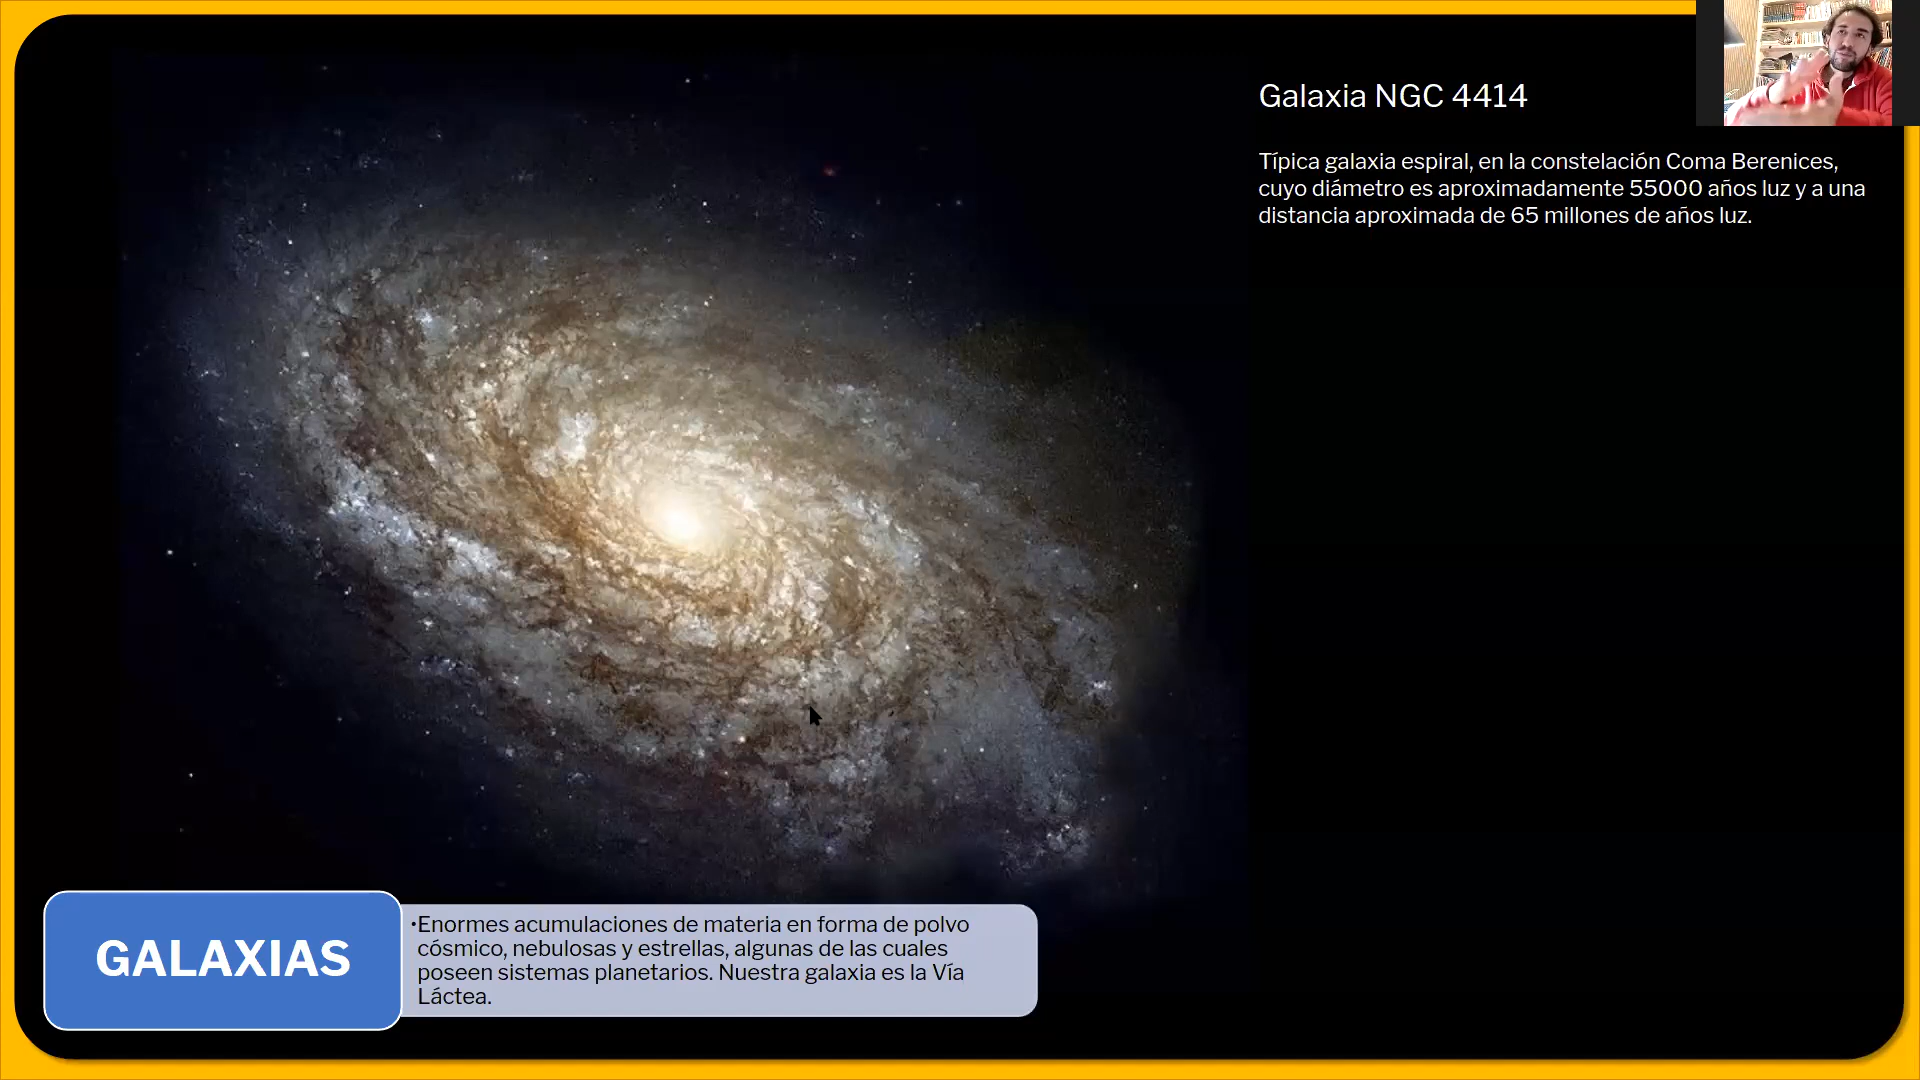 Galaxia NGC 4414
Típica galaxia espiral, en la constelación Coma Berenices,
cuyo diámetro es aproximadamente 55000 años luz y a una
distancia aproximada de 65 millones de años luz.
GALAXIAS
•Enormes acumulaciones de materia en forma de polvo
cósmico, nebulosas y estrellas, algunas de las cuales
poseen sistemas planetarios. Nuestra galaxia es la Vía
Láctea.